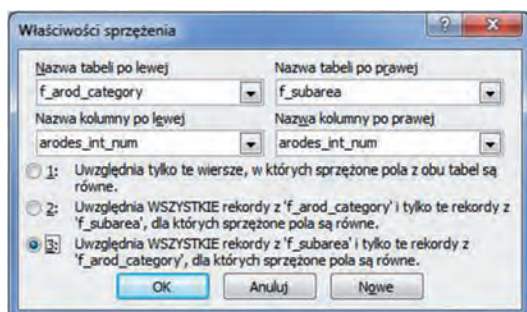 Właściwości sprzężenia
Nazwa tabeli po lewej
Nazwa tabeli po prawej
f_arod_category
f_subarea
Nazwa kolumny po lewej
Nazwa kolumny po prawej
arodes_int_num
arodes_int_num
1: Uwzględnia tylko te wiersze, w których sprzężone pola z obu tabel są
równe.
2: Uwzględnia WSZYSTKIE rekordy z 'f_arod_category' i tylko te rekordy z
'f_subarea', dla których sprzężone pola są równe.
3: Uwzględnia WSZYSTKIE rekordy z 'f_subarea' i tylko te rekordy z
'f_arod_category', dla których sprzężone pola są równe.
OK
Anuluj
Nowe